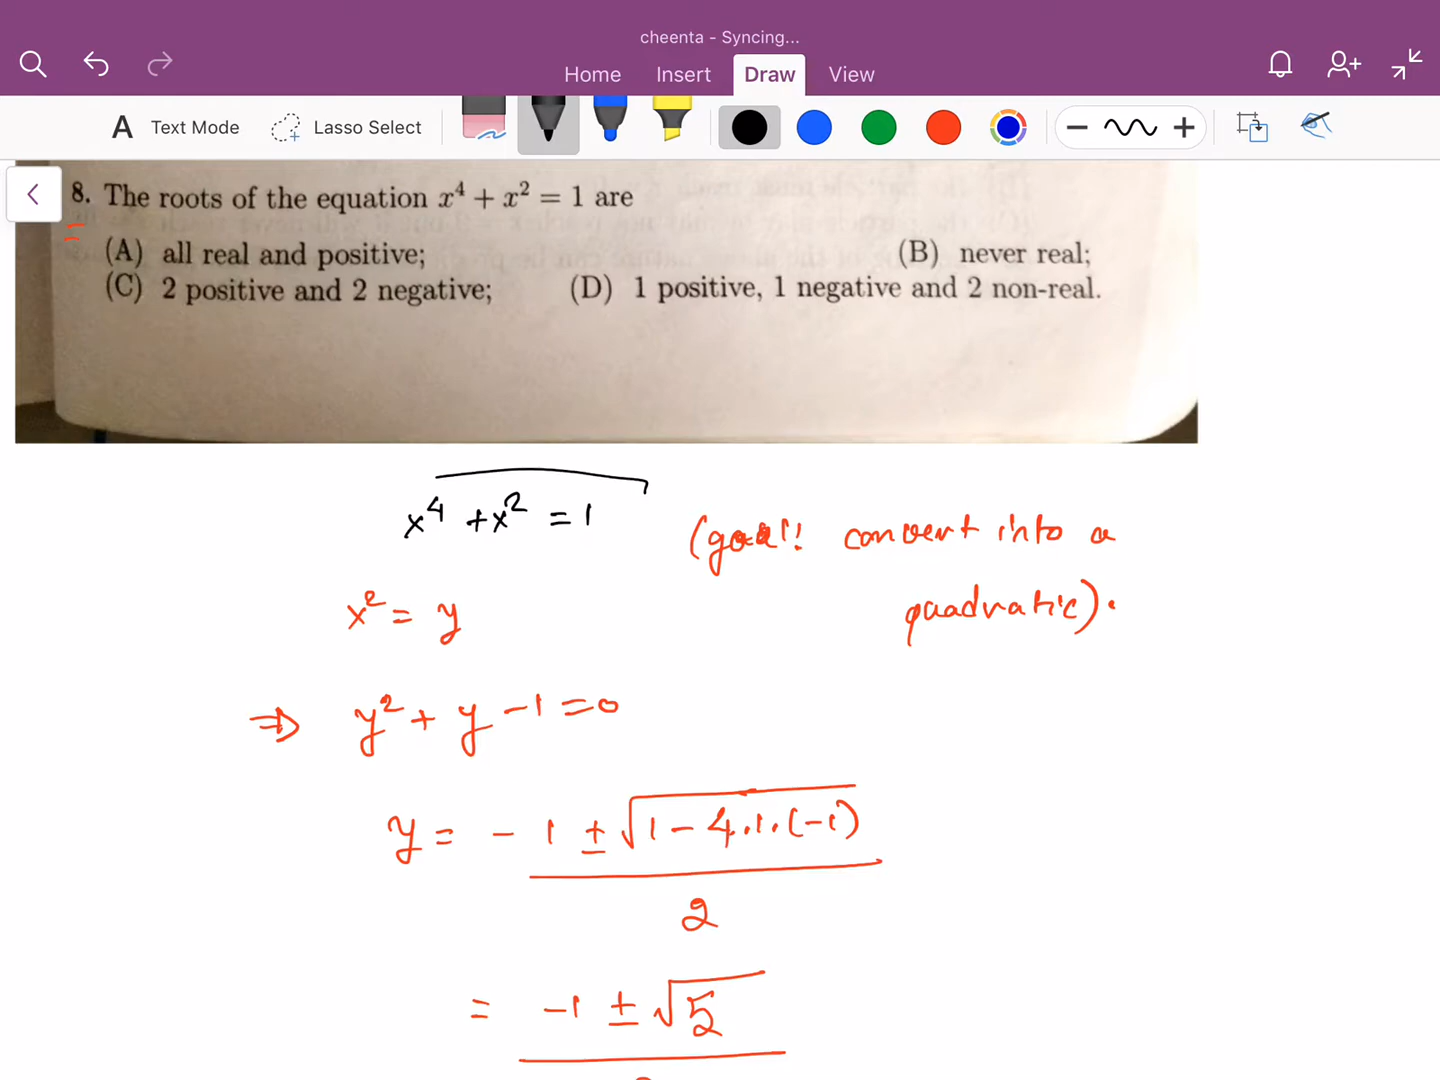 cheenta - Syncing...
Home Insert Draw View
A Text Mode Lasso Select
8. The roots of the equation x⁴ + x² = 1 are
(A) all real and positive; (B) never real;
(C) 2 positive and 2 negative; (D) 1 positive, 1 negative and 2 non-real.
x⁴ + x² = 1
(goal: convert into a
quadratic).
x² = y
⇒ y² + y - 1 = 0
y = - 1 ± √1 - 4.1.(-1)
2
= -1 ± √5